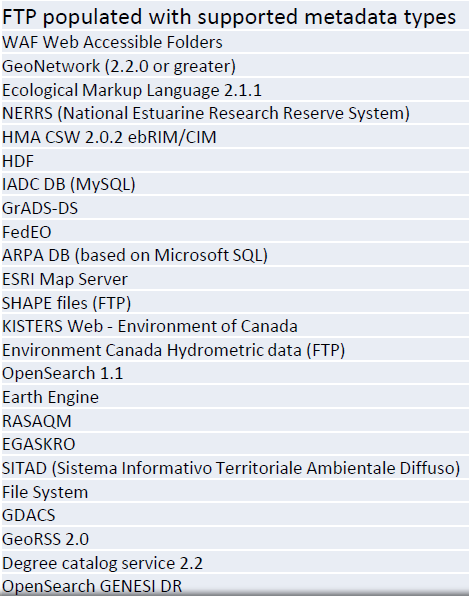 FTP populated with supported metadata types
WAF Web Accessible Folders
GeoNetwork (2.2.0 or greater)
Ecological Markup Language 2.1.1
NERRS (National Estuarine Research Reserve System)
HMA CSW 2.0.2 ebRIM/CIM
HDF
IADC DB (MySQL)
GrADS-DS
FedEO
ARPA DB (based on Microsoft SQL)
ESRI Map Server
SHAPE files (FTP)
KISTERS Web - Environment of Canada
Environment Canada Hydrometric data (FTP)
OpenSearch 1.1
Earth Engine
RASAQM
EGASKRO
SITAD (Sistema Informativo Territoriale Ambientale Diffuso)
File System
GDACS
GeoRSS 2.0
Degree catalog service 2.2
OpenSearch GENESI DR